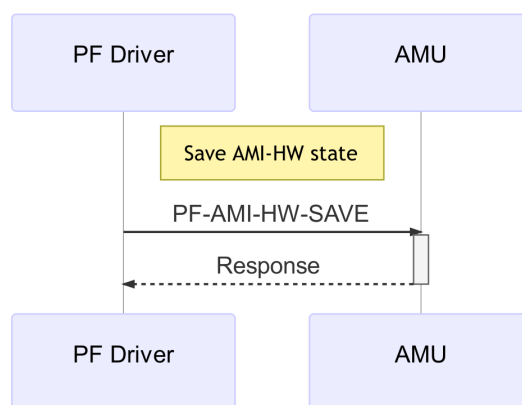 PF Driver
AMU
Save AMI-HW state
PF-AMI-HW-SAVE
Response
PF Driver
AMU